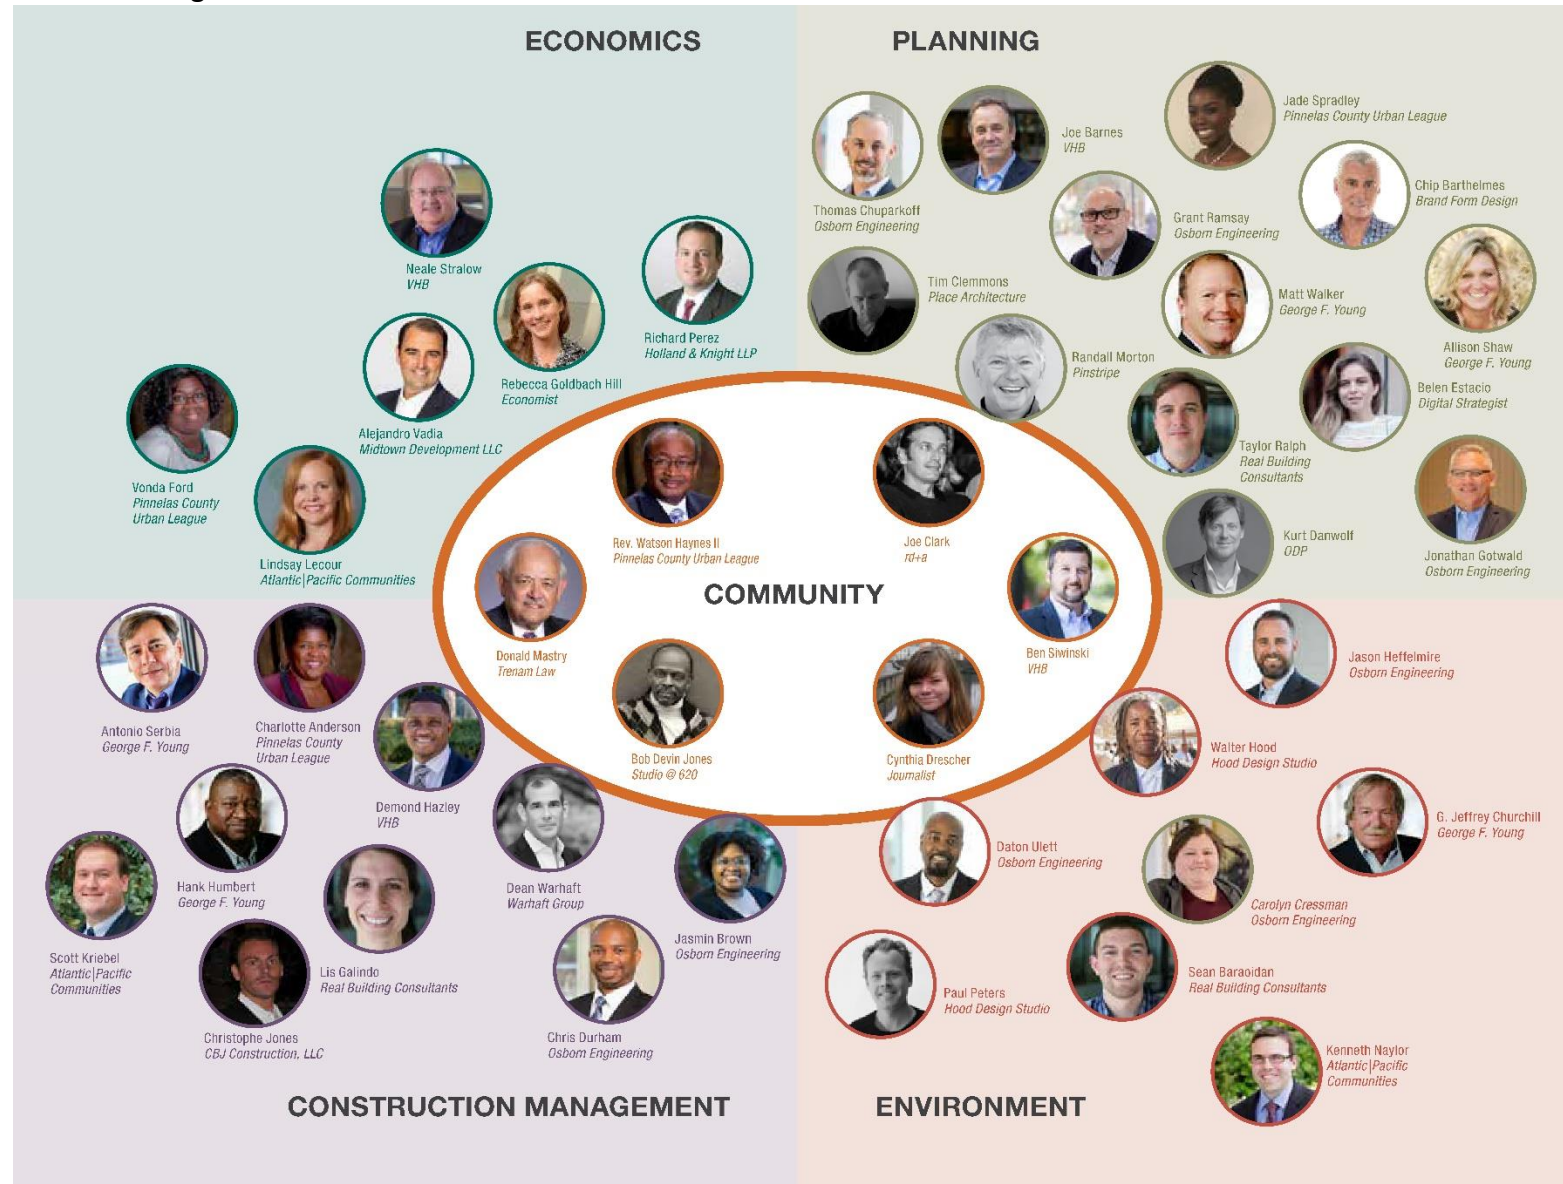 ECONOMICS
PLANNING
Neale Stralow
VHB
Richard Perez
Holland & Knight LLP
Rebecca Goldbach Hill
Economist
Alejandro Vadia
Midtown Development LLC
Vonda Ford
Pinnelas County
Urban League
Lindsay Lecour
Atlantic|Pacific Communities
Jade Spradley
Pinnelas County Urban League
Joe Barnes
VHB
Thomas Chuparkoff
Osborn Engineering
Chip Barthelmes
Brand Form Design
Grant Ramsay
Osborn Engineering
Tim Clemmons
Place Architecture
Matt Walker
George F. Young
Allison Shaw
George F. Young
Randall Morton
Pinstripe
Belen Estacio
Digital Strategist
Taylor Ralph
Real Building
Consultants
Kurt Danwolf
ODP
Jonathan Gotwald
Osborn Engineering
Rev. Watson Haynes II
Pinnelas County Urban League
Joe Clark
rd+a
COMMUNITY
Donald Mastry
Trenam Law
Ben Siwinski
VHB
Bob Devin Jones
Studio @ 620
Cynthia Drescher
Journalist
Antonio Serbia
George F. Young
Charlotte Anderson
Pinnelas County
Urban League
Demond Hazley
VHB
Hank Humbert
George F. Young
Dean Warhaft
Warhaft Group
Jasmin Brown
Osborn Engineering
Scott Kriebel
Atlantic|Pacific
Communities
Lis Galindo
Real Building Consultants
Christophe Jones
CBJ Construction, LLC
Chris Durham
Osborn Engineering
CONSTRUCTION MANAGEMENT
Jason Heffelmire
Osborn Engineering
Walter Hood
Hood Design Studio
G. Jeffrey Churchill
George F. Young
Daton Ulett
Osborn Engineering
Carolyn Cressman
Osborn Engineering
Sean Baraoidan
Real Building Consultants
Paul Peters
Hood Design Studio
Kenneth Naylor
Atlantic|Pacific
Communities
ENVIRONMENT